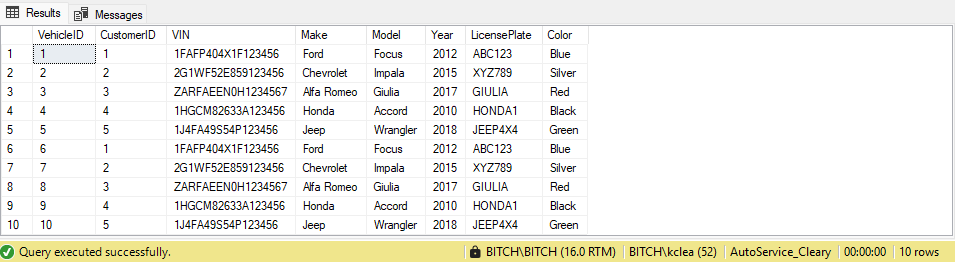 Results Messages
VehicleID CustomerID VIN Make Model Year LicensePlate Color
1 1 1 1FAFP404X1F123456 Ford Focus 2012 ABC123 Blue
2 2 2 2G1WF52E859123456 Chevrolet Impala 2015 XYZ789 Silver
3 3 3 ZARFAEEN0H1234567 Alfa Romeo Giulia 2017 GIULIA Red
4 4 4 1HGCM82633A123456 Honda Accord 2010 HONDA1 Black
5 5 5 1J4FA49S54P123456 Jeep Wrangler 2018 JEEP4X4 Green
6 6 1 1FAFP404X1F123456 Ford Focus 2012 ABC123 Blue
7 7 2 2G1WF52E859123456 Chevrolet Impala 2015 XYZ789 Silver
8 8 3 ZARFAEEN0H1234567 Alfa Romeo Giulia 2017 GIULIA Red
9 9 4 1HGCM82633A123456 Honda Accord 2010 HONDA1 Black
10 10 5 1J4FA49S54P123456 Jeep Wrangler 2018 JEEP4X4 Green
Query executed successfully. BITCH\BITCH (16.0 RTM) BITCH\kclea (52) AutoService_Cleary 00:00:00 10 rows